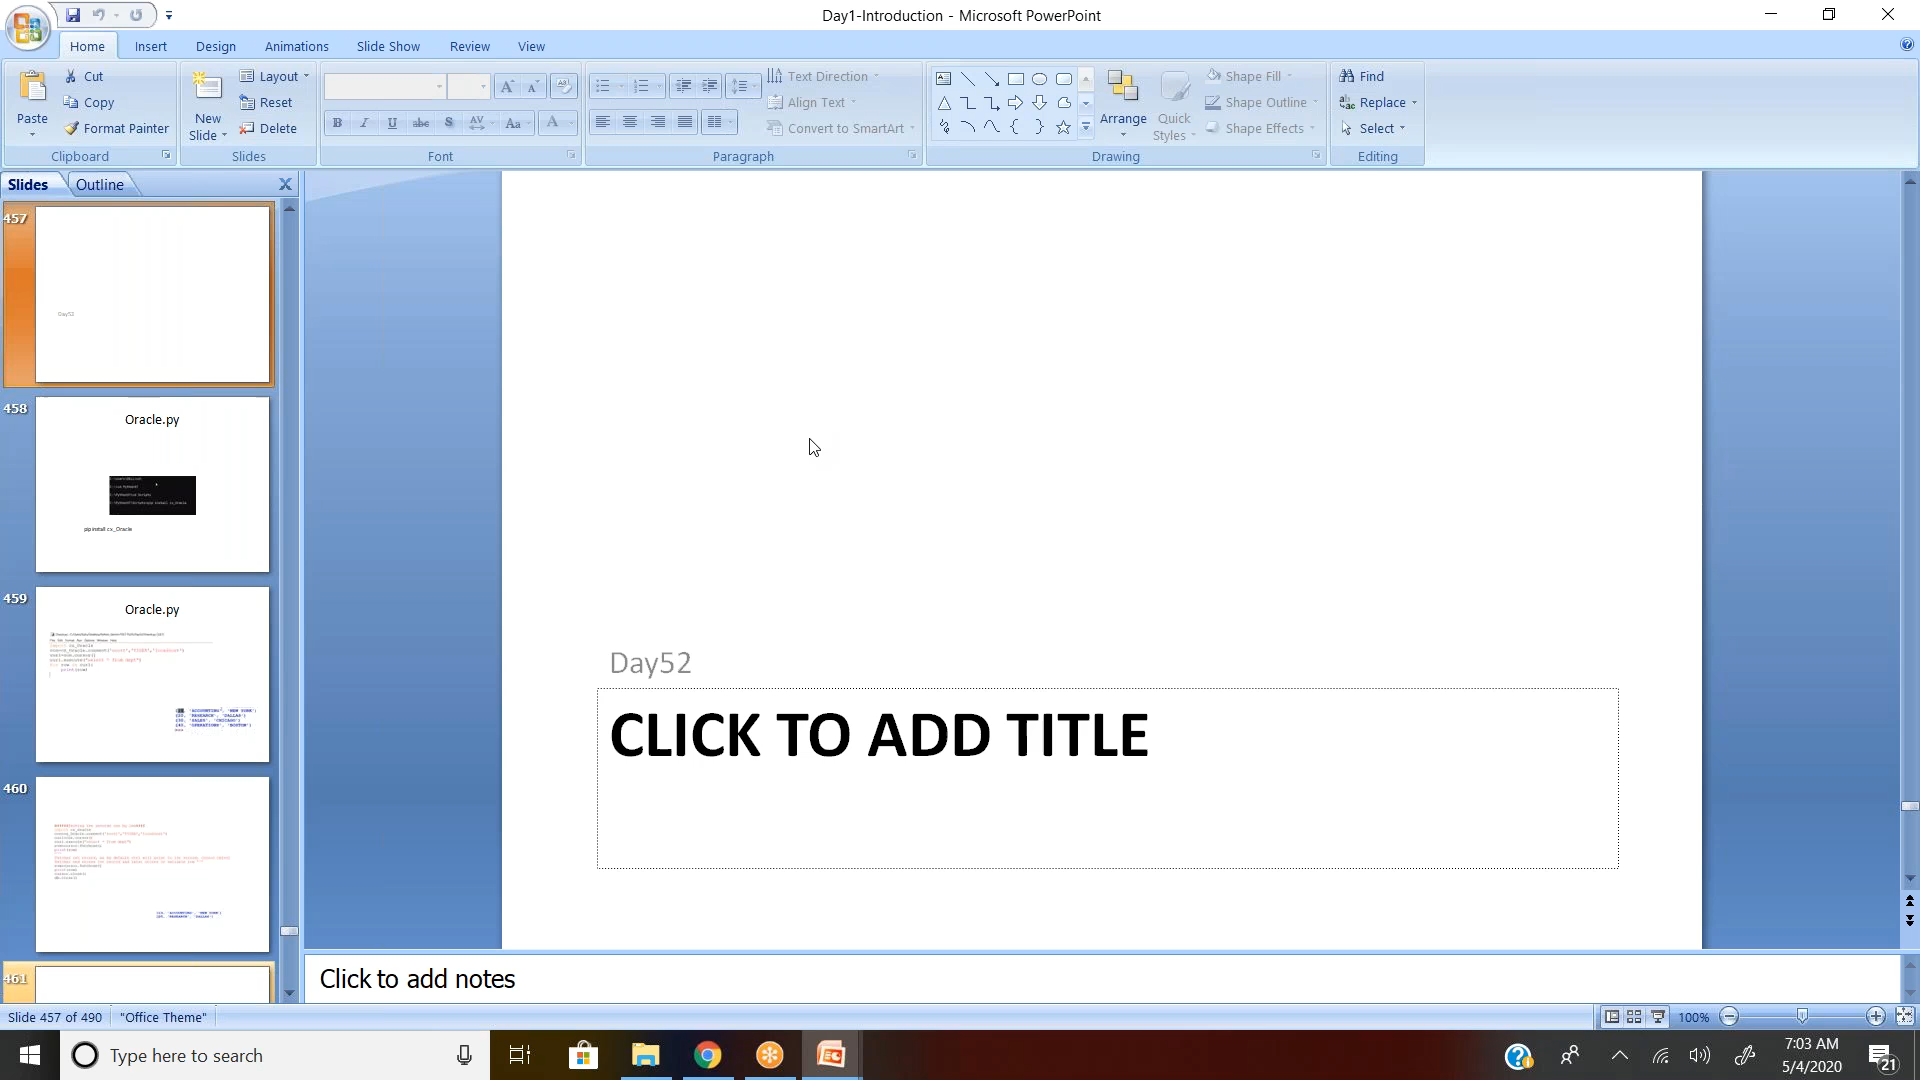 Day1-Introduction - Microsoft PowerPoint
Home Insert Design Animations Slide Show Review View
Paste
Cut
Copy
Format Painter
Clipboard
New Slide
Layout
Reset
Delete
Slides
B I U abc S AV Aa A
Font
Text Direction
Align Text
Convert to SmartArt
Paragraph
Arrange
Quick Styles
Shape Fill
Shape Outline
Shape Effects
Drawing
Find
Replace
Select
Editing
Slides Outline
457
Day52
458
Oracle.py
pip install cx_Oracle
459
Oracle.py
460
461
Day52
CLICK TO ADD TITLE
Click to add notes
Slide 457 of 490 "Office Theme" 100%
Type here to search
7:03 AM
5/4/2020
21